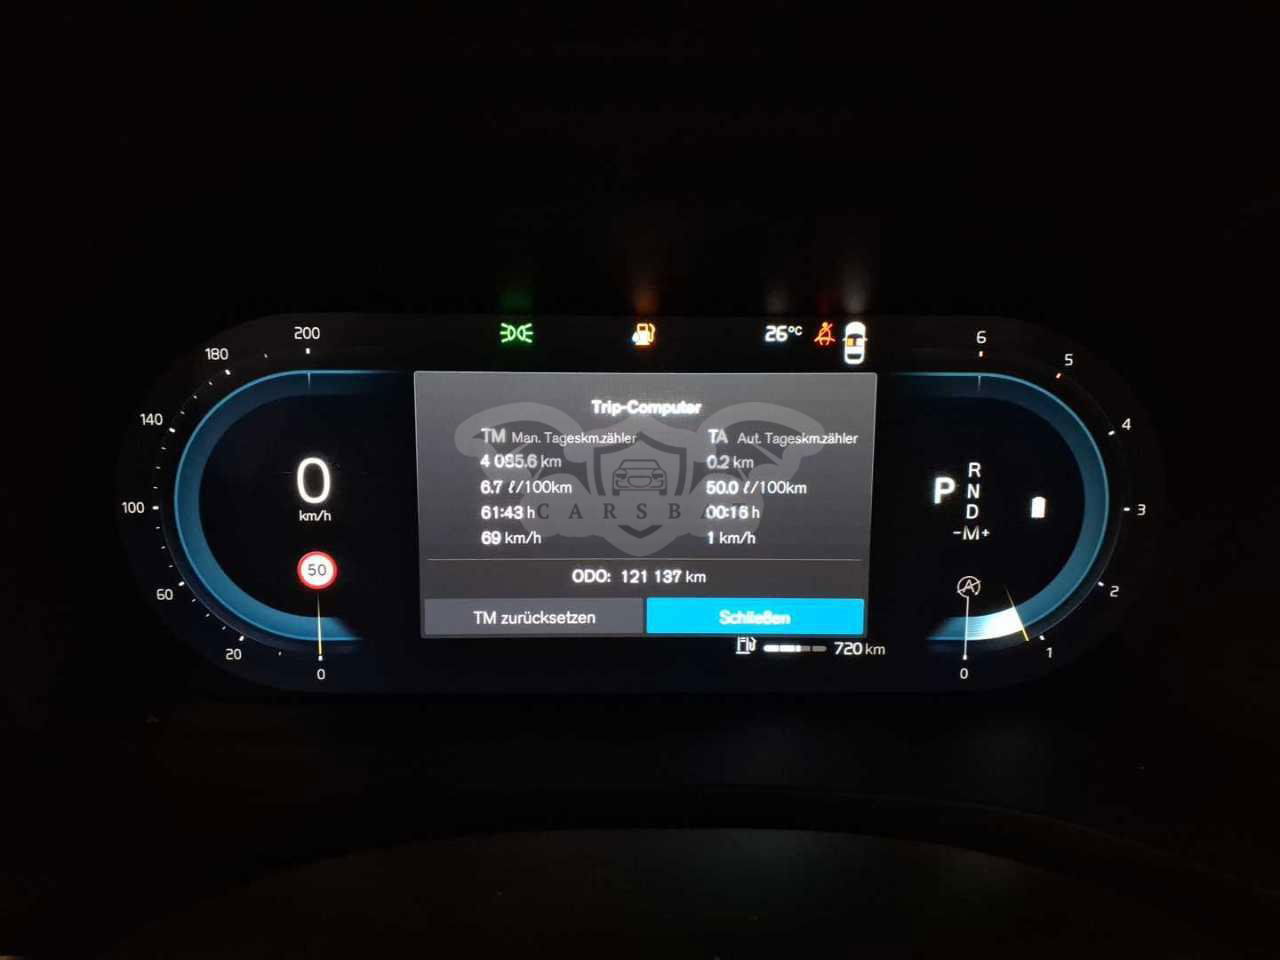 26°C
200
180
140
100
60
20
0
0
km/h
50
Trip-Computer
TM Man. Tageskm.zähler
4 085.6 km
6.7 ℓ/100km
61:43 h
69 km/h
TA Aut. Tageskm.zähler
0.2 km
50.0 ℓ/100km
00:16 h
1 km/h
CARSBA
ODO: 121 137 km
TM zurücksetzen
Schließen
720 km
P
R
N
D
-M+
A
6
5
4
3
2
1
0